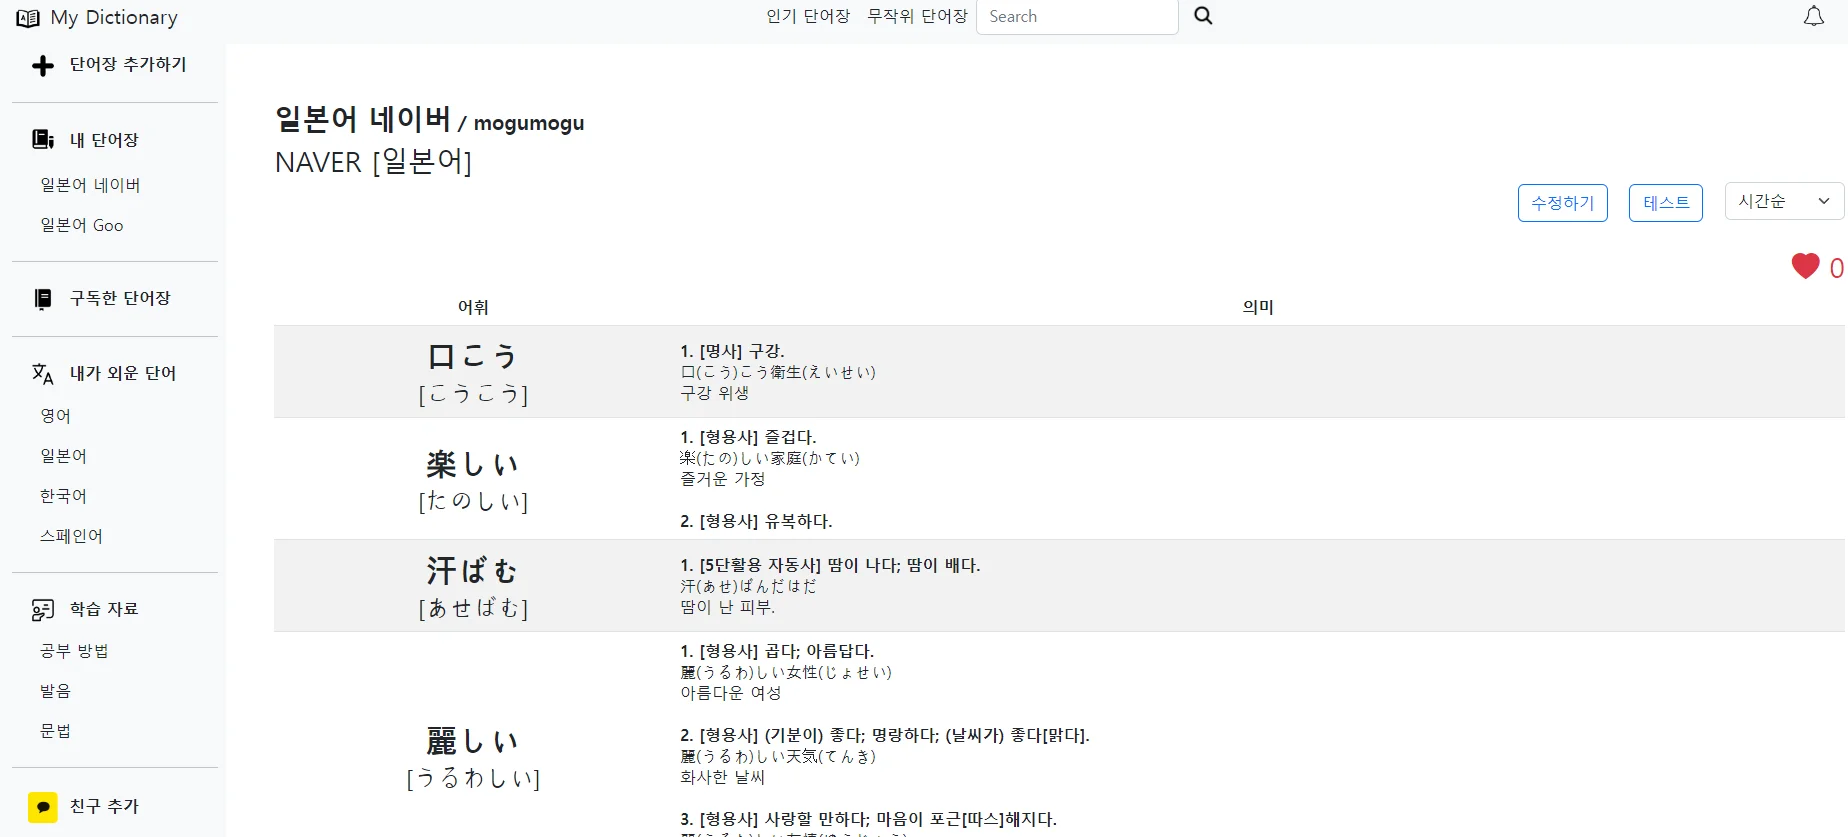 My Dictionary
인기 단어장 무작위 단어장 Search
단어장 추가하기
내 단어장
일본어 네이버
일본어 Goo
구독한 단어장
내가 외운 단어
영어
일본어
한국어
스페인어
학습 자료
공부 방법
발음
문법
친구 추가
일본어 네이버 / mogumogu
NAVER [일본어]
수정하기 테스트 시간순
0
어휘 의미
口こう
[こうこう]
1. [명사] 구강.
口(こう)こう衛生(えいせい)
구강 위생
楽しい
[たのしい]
1. [형용사] 즐겁다.
楽(たの)しい家庭(かてい)
즐거운 가정
2. [형용사] 유복하다.
汗ばむ
[あせばむ]
1. [5단활용 자동사] 땀이 나다; 땀이 배다.
汗(あせ)ばんだはだ
땀이 난 피부.
麗しい
[うるわしい]
1. [형용사] 곱다; 아름답다.
麗(うるわ)しい女性(じょせい)
아름다운 여성
2. [형용사] (기분이) 좋다; 명랑하다; (날씨가) 좋다[맑다].
麗(うるわ)しい天気(てんき)
화사한 날씨
3. [형용사] 사랑할 만하다; 마음이 포근[따스]해지다.